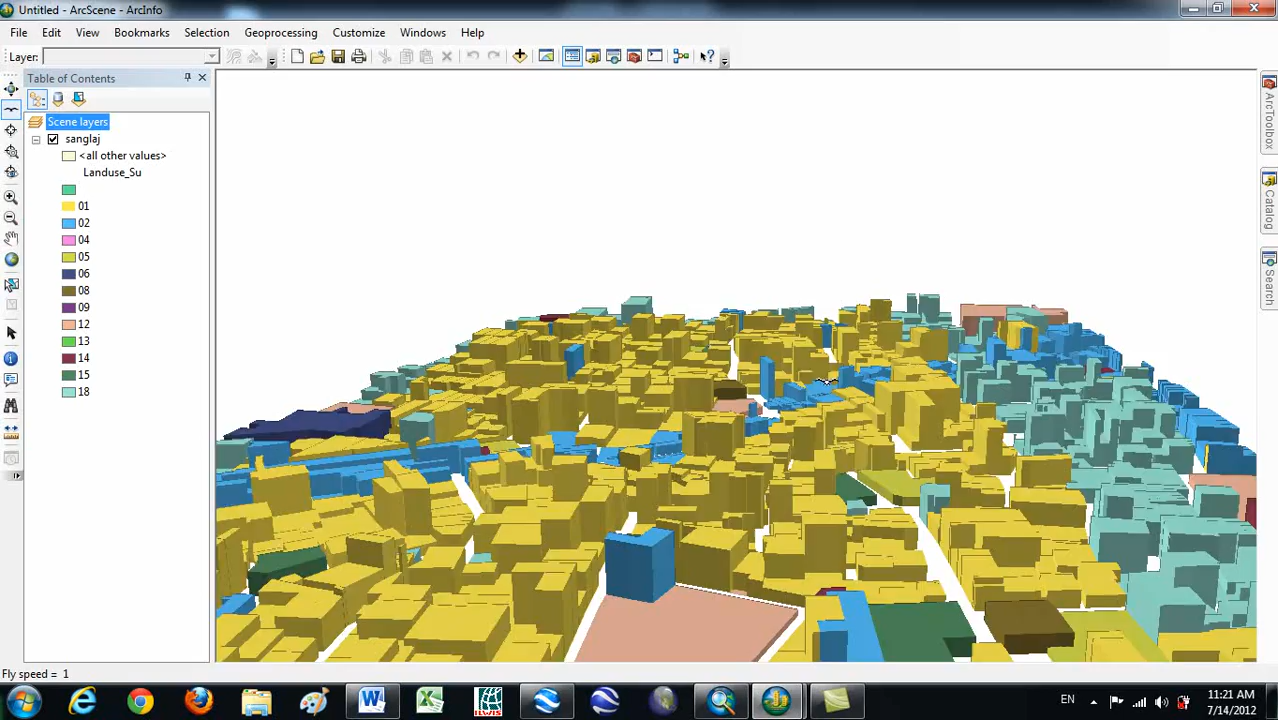 Untitled - ArcScene - ArcInfo
File Edit View Bookmarks Selection Geoprocessing Customize Windows Help
Layer:
Table of Contents
Scene layers
sanglaj
<all other values>
Landuse_Su
01
02
04
05
06
08
09
12
13
14
15
18
ArcToolbox
Catalog
Search
Fly speed = 1
ILWIS
EN
11:21 AM
7/14/2012